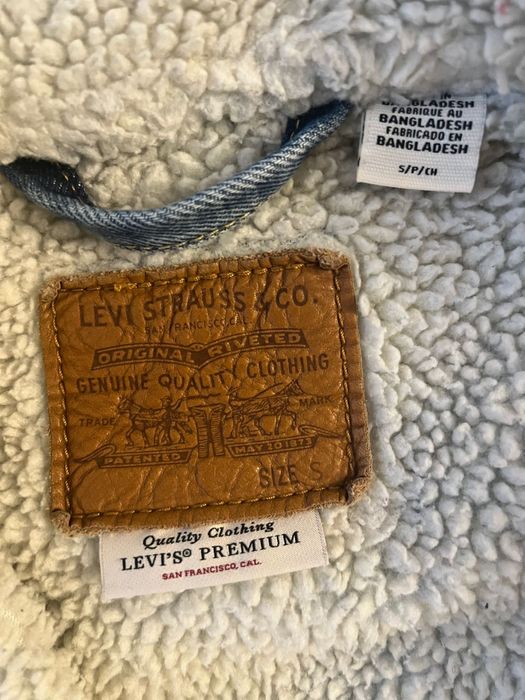 BANGLADESH
FABRIQUÉ AU
BANGLADESH
FABRICADO EN
BANGLADESH
S/P/CH
LEVI STRAUSS & CO.
SAN FRANCISCO, CAL.
ORIGINAL RIVETED
GENUINE QUALITY CLOTHING
TRADE MARK
PATENTED MAY 20 1873
SIZE S
Quality Clothing
LEVI'S® PREMIUM
SAN FRANCISCO, CAL.